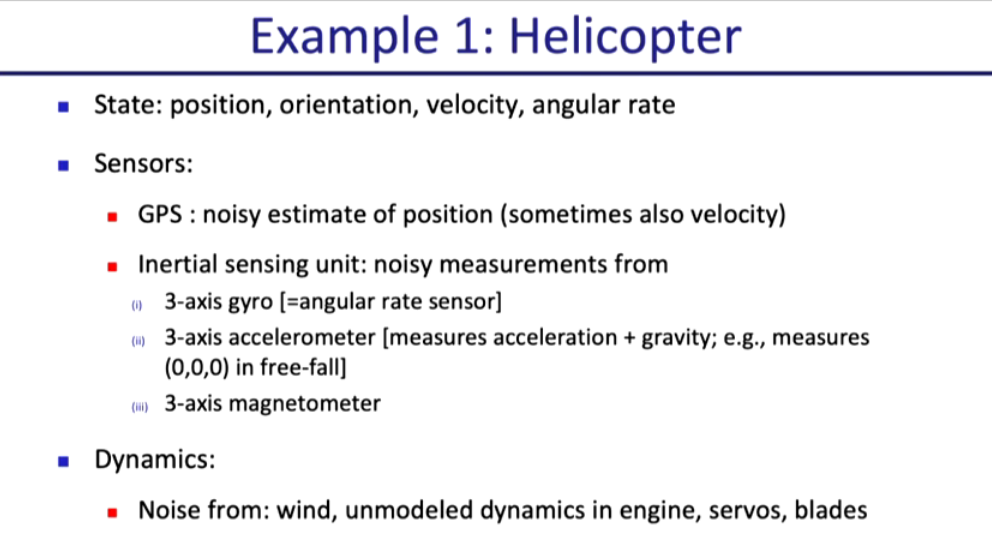 Example 1: Helicopter
State: position, orientation, velocity, angular rate
Sensors:
GPS : noisy estimate of position (sometimes also velocity)
Inertial sensing unit: noisy measurements from
(i) 3-axis gyro [=angular rate sensor]
(ii) 3-axis accelerometer [measures acceleration + gravity; e.g., measures
(0,0,0) in free-fall]
(iii) 3-axis magnetometer
Dynamics:
Noise from: wind, unmodeled dynamics in engine, servos, blades